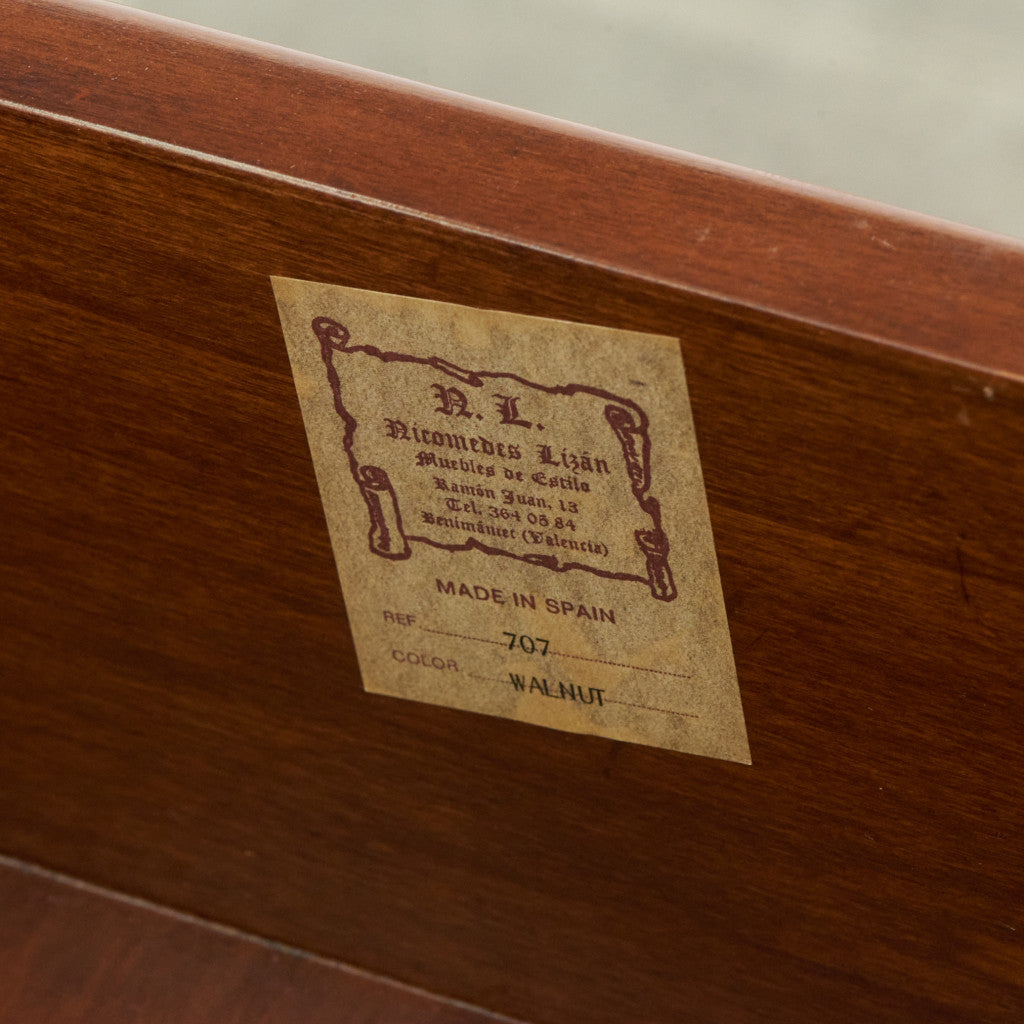 N. L.
Nicomedes Lizán
Muebles de Estilo
Ramón Juan, 13
Tel. 364 05 84
Benimámet (Valencia)
MADE IN SPAIN
REF. 707
COLOR WALNUT